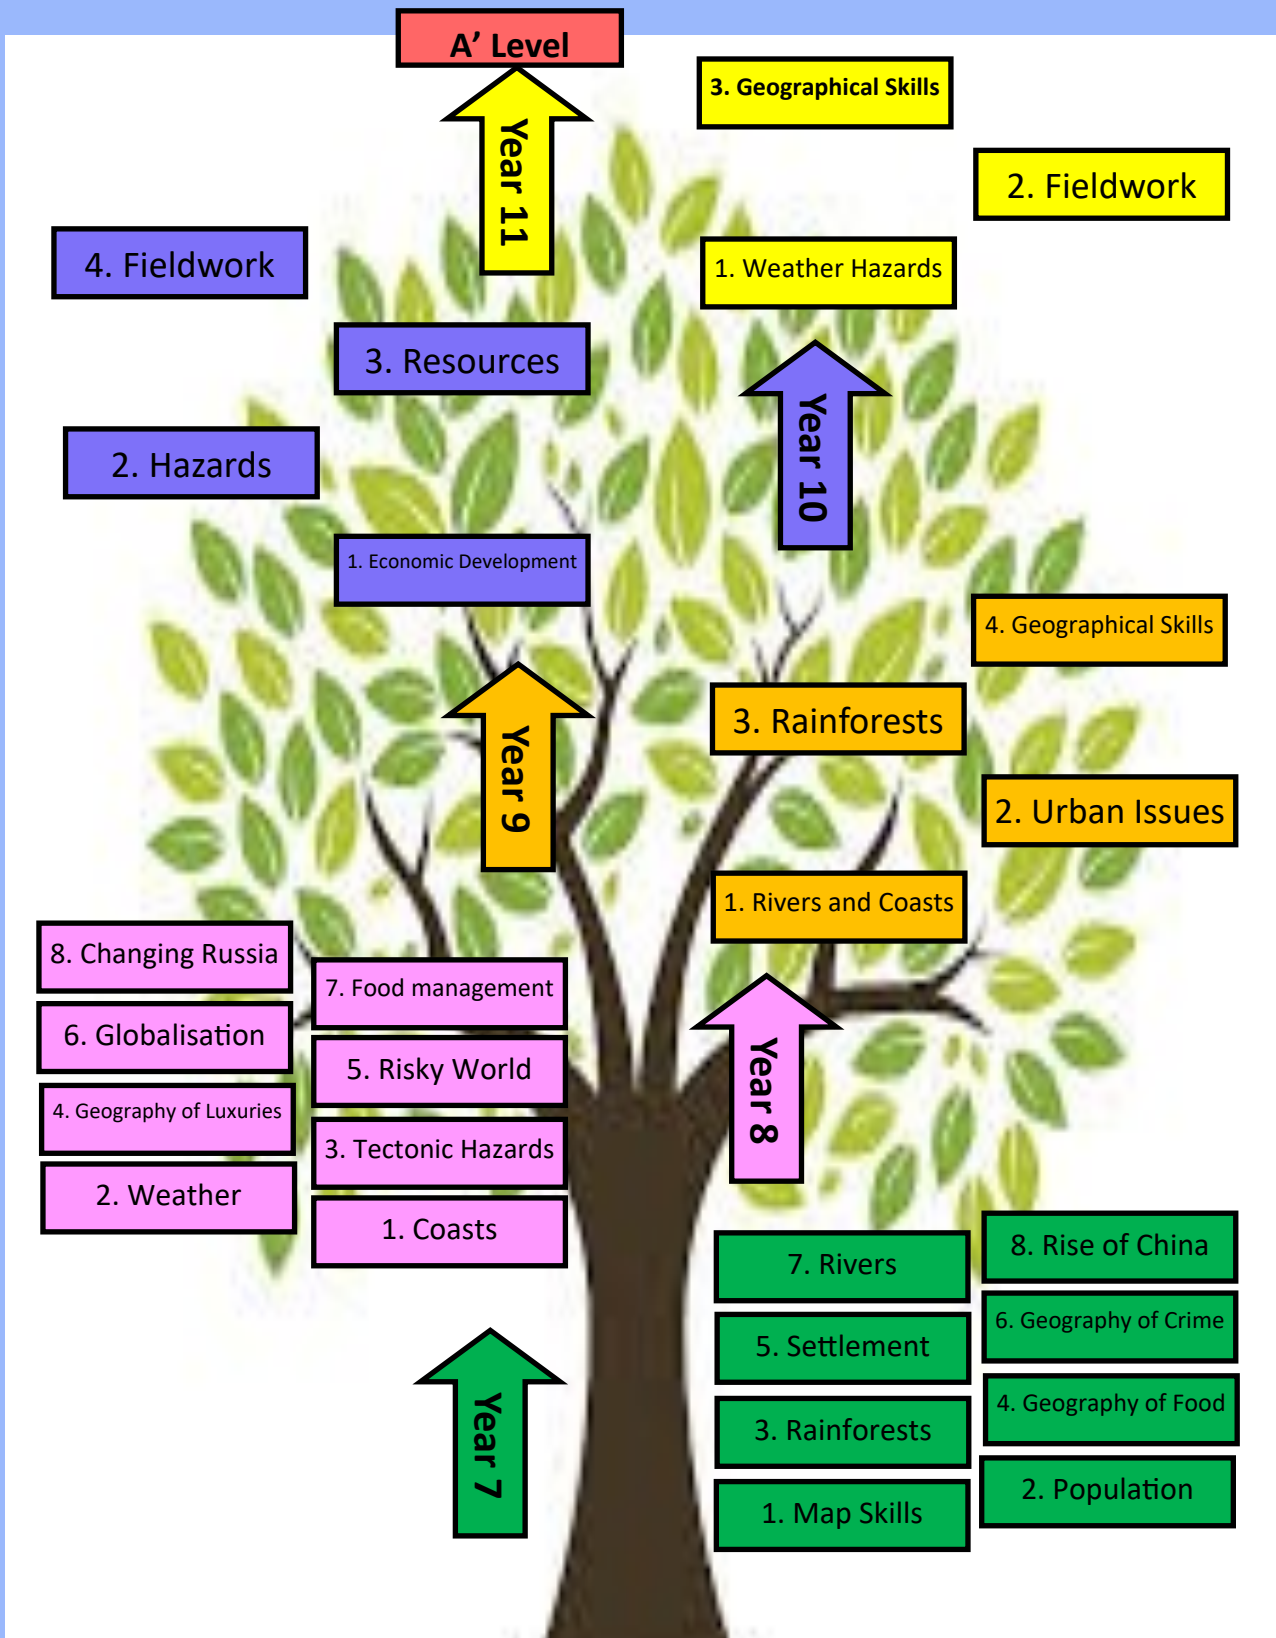 A’ Level
3. Geographical Skills
Year 11
2. Fieldwork
4. Fieldwork
1. Weather Hazards
3. Resources
Year 10
2. Hazards
1. Economic Development
4. Geographical Skills
Year 9
3. Rainforests
2. Urban Issues
1. Rivers and Coasts
8. Changing Russia
7. Food management
6. Globalisation
5. Risky World
Year 8
4. Geography of Luxuries
3. Tectonic Hazards
2. Weather
1. Coasts
8. Rise of China
7. Rivers
6. Geography of Crime
5. Settlement
Year 7
4. Geography of Food
3. Rainforests
2. Population
1. Map Skills